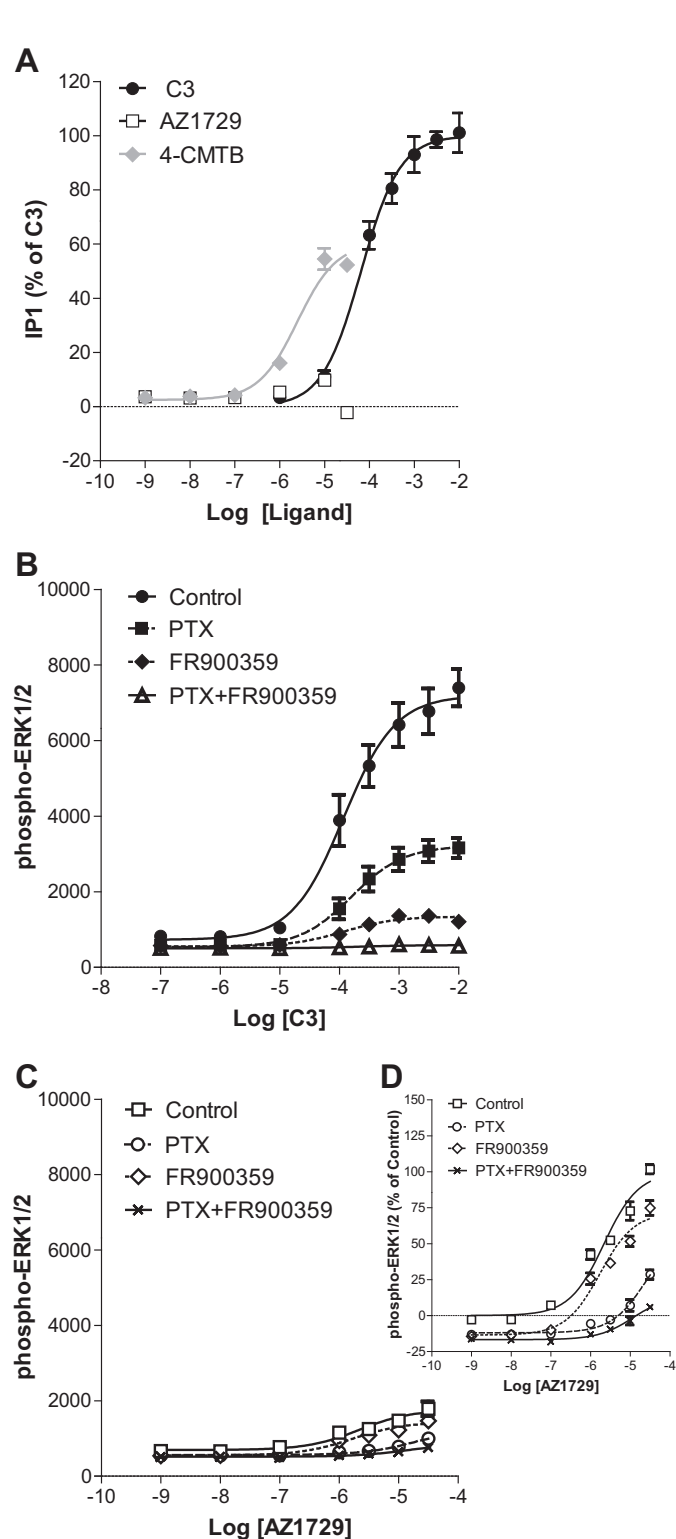 A
120
100
80
60
40
20
0
-20
IP1 (% of C3)
C3
AZ1729
4-CMTB
-10 -9 -8 -7 -6 -5 -4 -3 -2
Log [Ligand]
B
10000
8000
6000
4000
2000
0
phospho-ERK1/2
Control
PTX
FR900359
PTX+FR900359
-8 -7 -6 -5 -4 -3 -2
Log [C3]
C
10000
8000
6000
4000
2000
0
phospho-ERK1/2
Control
PTX
FR900359
PTX+FR900359
-10 -9 -8 -7 -6 -5 -4
Log [AZ1729]
D
150
125
100
75
50
25
0
-25
phospho-ERK1/2 (% of Control)
Control
PTX
FR900359
PTX+FR900359
-10 -9 -8 -7 -6 -5 -4
Log [AZ1729]